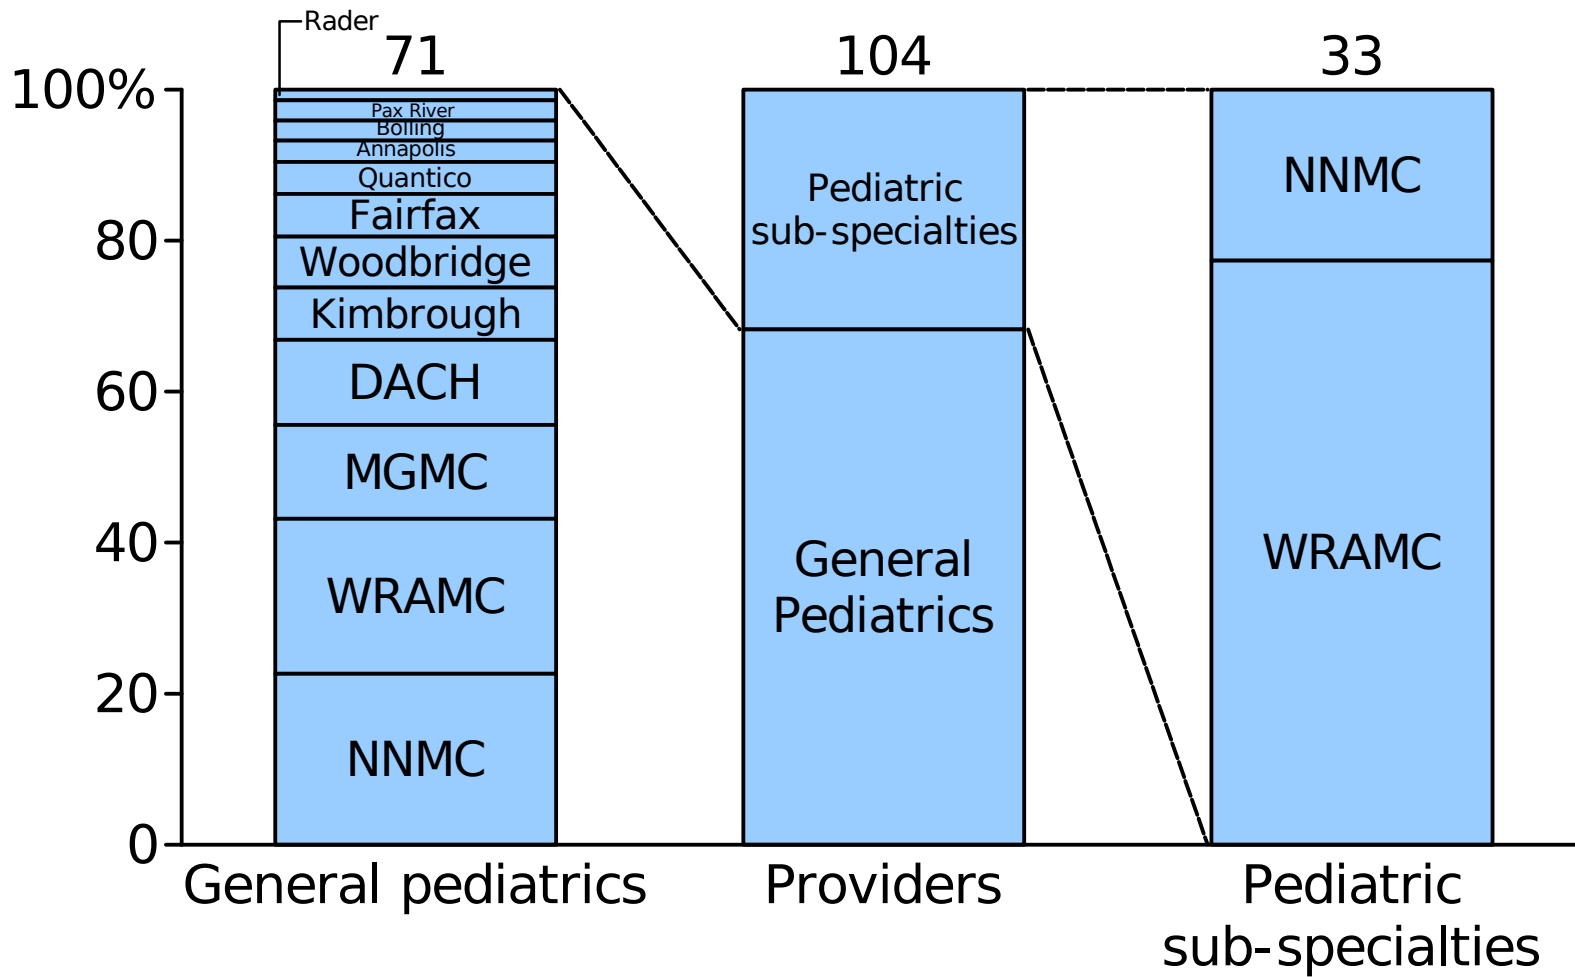 Rader
71
104
33
100%
80
60
40
20
0
Pax River
Bolling
Annapolis
Quantico
Fairfax
Woodbridge
Kimbrough
DACH
MGMC
WRAMC
NNMC
Pediatric
sub-specialties
General
Pediatrics
NNMC
WRAMC
General pediatrics
Providers
Pediatric
sub-specialties